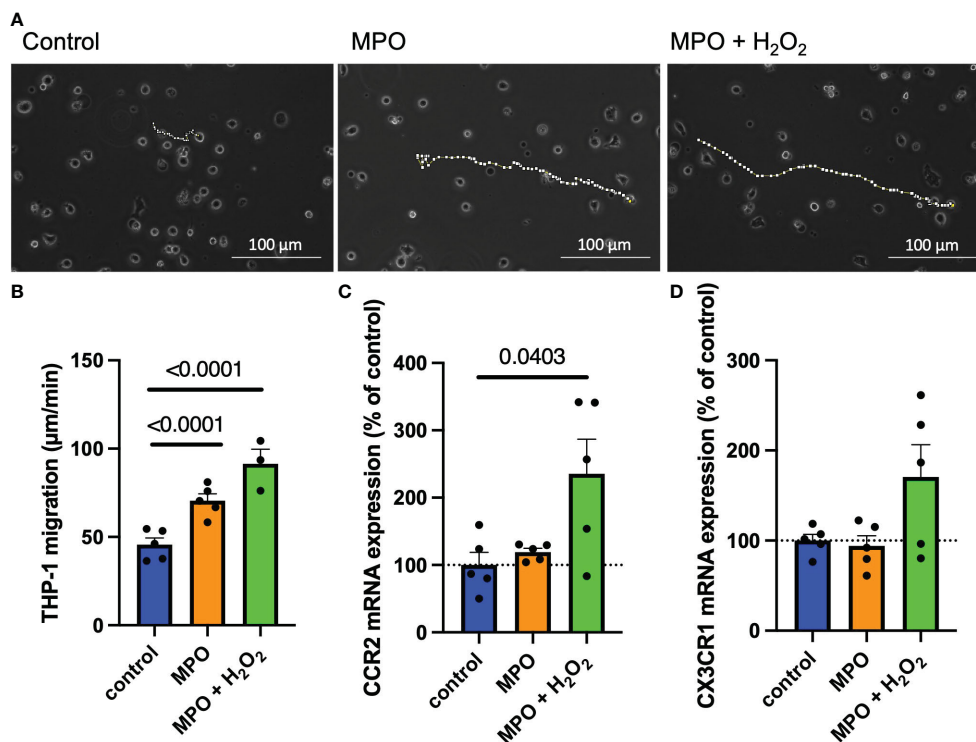 A
Control
MPO
MPO + H₂O₂
100 µm
100 µm
100 µm
B
THP-1 migration (µm/min)
150
100
50
0
<0.0001
<0.0001
control
MPO
MPO + H₂O₂
C
CCR2 mRNA expression (% of control)
400
300
200
100
0
0.0403
control
MPO
MPO + H₂O₂
D
CX3CR1 mRNA expression (% of control)
300
200
100
0
control
MPO
MPO + H₂O₂